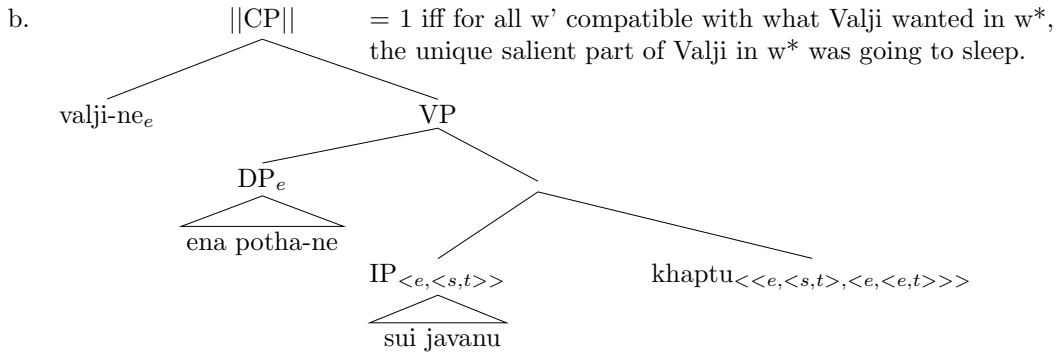 b. ||CP|| = 1 iff for all w’ compatible with what Valji wanted in w*,
the unique salient part of Valji in w* was going to sleep.
valji-ne_e VP
DP_e
ena potha-ne
IP_<e,<s,t>> khaptu_<<e,<s,t>,<e,<e,t>>>
sui javanu